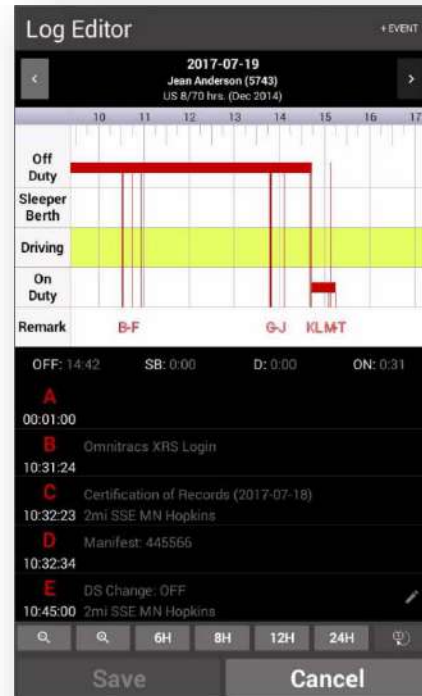 Log Editor
+ EVENT
2017-07-19
Jean Anderson (5743)
US 8/70 hrs. (Dec 2014)
10 11 12 13 14 15 16 17
Off Duty
Sleeper Berth
Driving
On Duty
Remark B-F G-J KLM-T
OFF: 14:42 SB: 0:00 D: 0:00 ON: 0:31
A
00:01:00
B Omnitracs XRS Login
10:31:24
C Certification of Records (2017-07-18)
10:32:23 2mi SSE MN Hopkins
D Manifest: 445566
10:32:34
E DS Change: OFF
10:45:00 2mi SSE MN Hopkins
6H 8H 12H 24H
Save Cancel